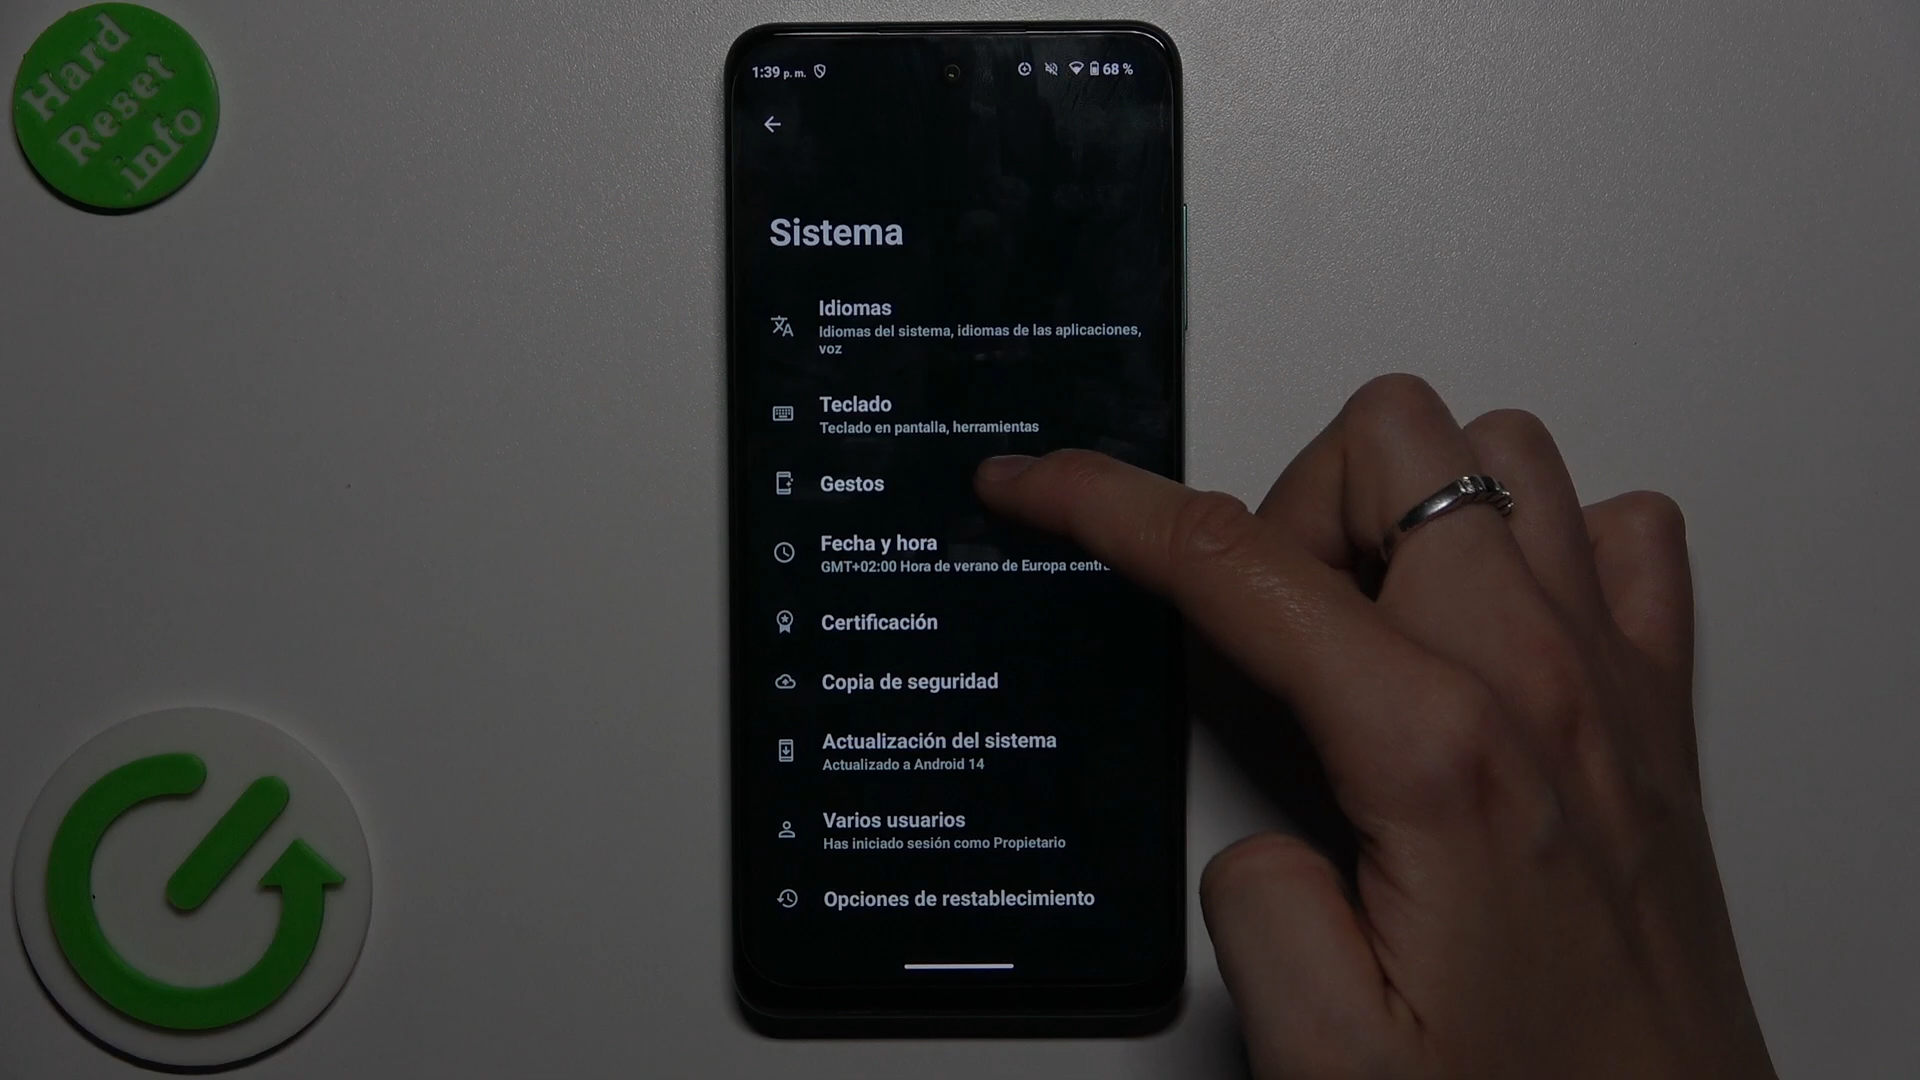 Hard
Reset
info
1:39 p. m.
68 %
Sistema
Idiomas
Idiomas del sistema, idiomas de las aplicaciones,
voz
Teclado
Teclado en pantalla, herramientas
Gestos
Fecha y hora
GMT+02:00 Hora de verano de Europa centr
Certificación
Copia de seguridad
Actualización del sistema
Actualizado a Android 14
Varios usuarios
Has iniciado sesión como Propietario
Opciones de restablecimiento